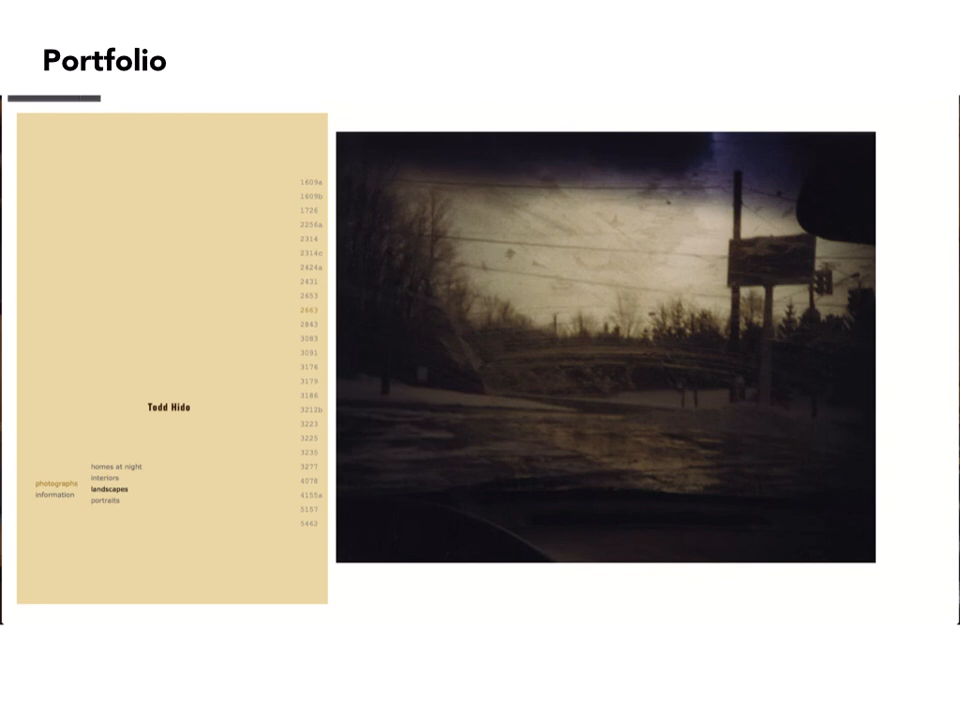 Portfolio
1609a
1609b
1726
2256a
2314
2314c
2424a
2431
2653
2663
2843
3083
3091
3176
3179
3186
3212b
3223
3225
3235
3277
4078
4155a
5157
5462
Todd Hido
homes at night
interiors
photographs
landscapes
information
portraits